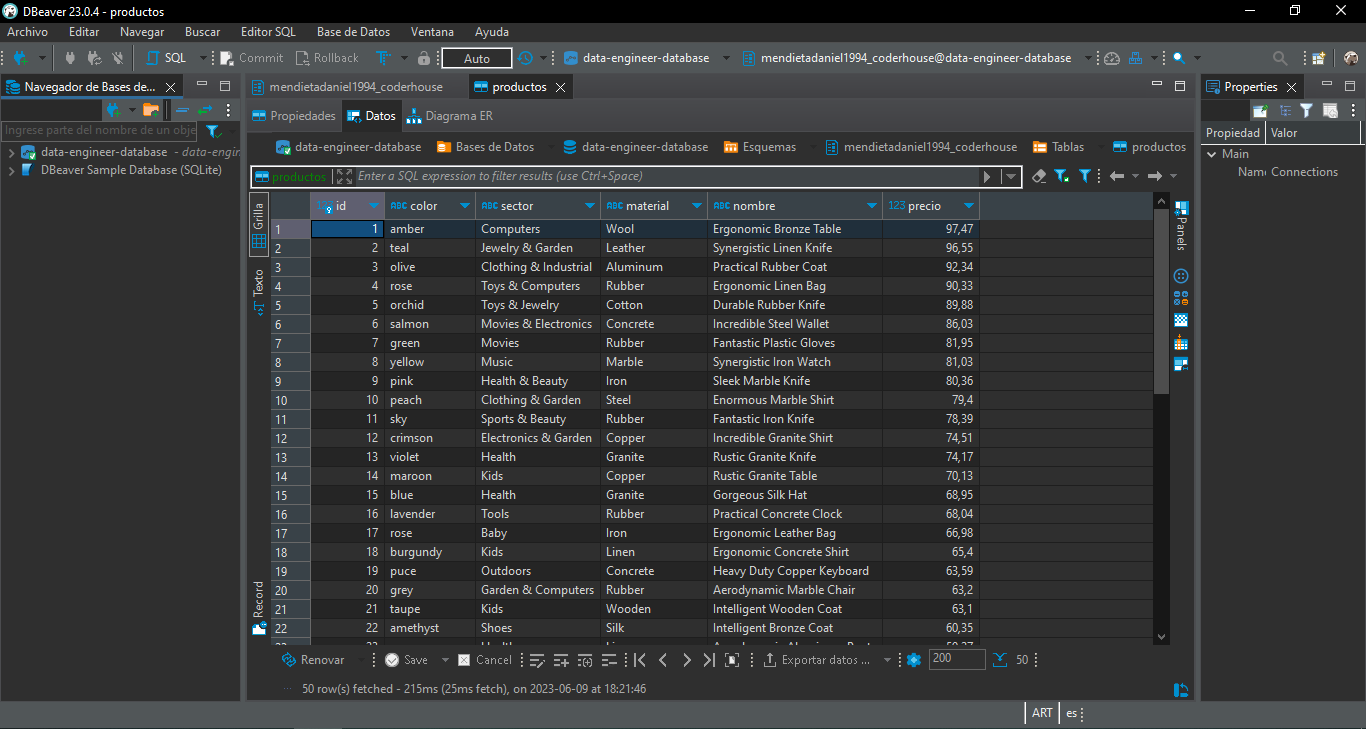 DBeaver 23.0.4 - productos
Archivo Editar Navegar Buscar Editor SQL Base de Datos Ventana Ayuda
SQL Commit Rollback Auto data-engineer-database mendietadaniel1994_coderhouse@data-engineer-database
Navegador de Bases de... mendietadaniel1994_coderhouse productos Properties
Propiedades Datos Diagrama ER
Ingrese parte del nombre de un obje
Propiedad Valor
data-engineer-database - data-engin
DBeaver Sample Database (SQLite)
Main
Name Connections
data-engineer-database Bases de Datos data-engineer-database Esquemas mendietadaniel1994_coderhouse Tablas productos
productos Enter a SQL expression to filter results (use Ctrl+Space)
Grilla
Texto
Record
Panels
123 id ABC color ABC sector ABC material ABC nombre 123 precio
1 1 amber Computers Wool Ergonomic Bronze Table 97,47
2 2 teal Jewelry & Garden Leather Synergistic Linen Knife 96,55
3 3 olive Clothing & Industrial Aluminum Practical Rubber Coat 92,34
4 4 rose Toys & Computers Rubber Ergonomic Linen Bag 90,33
5 5 orchid Toys & Jewelry Cotton Durable Rubber Knife 89,88
6 6 salmon Movies & Electronics Concrete Incredible Steel Wallet 86,03
7 7 green Movies Rubber Fantastic Plastic Gloves 81,95
8 8 yellow Music Marble Synergistic Iron Watch 81,03
9 9 pink Health & Beauty Iron Sleek Marble Knife 80,36
10 10 peach Clothing & Garden Steel Enormous Marble Shirt 79,4
11 11 sky Sports & Beauty Rubber Fantastic Iron Knife 78,39
12 12 crimson Electronics & Garden Copper Incredible Granite Shirt 74,51
13 13 violet Health Granite Rustic Granite Knife 74,17
14 14 maroon Kids Copper Rustic Granite Table 70,13
15 15 blue Health Granite Gorgeous Silk Hat 68,95
16 16 lavender Tools Rubber Practical Concrete Clock 68,04
17 17 rose Baby Iron Ergonomic Leather Bag 66,98
18 18 burgundy Kids Linen Ergonomic Concrete Shirt 65,4
19 19 puce Outdoors Concrete Heavy Duty Copper Keyboard 63,59
20 20 grey Garden & Computers Rubber Aerodynamic Marble Chair 63,2
21 21 taupe Kids Wooden Intelligent Wooden Coat 63,1
22 22 amethyst Shoes Silk Intelligent Bronze Coat 60,35
Renovar Save Cancel Exportar datos ... 200 50
50 row(s) fetched - 215ms (25ms fetch), on 2023-06-09 at 18:21:46
ART es